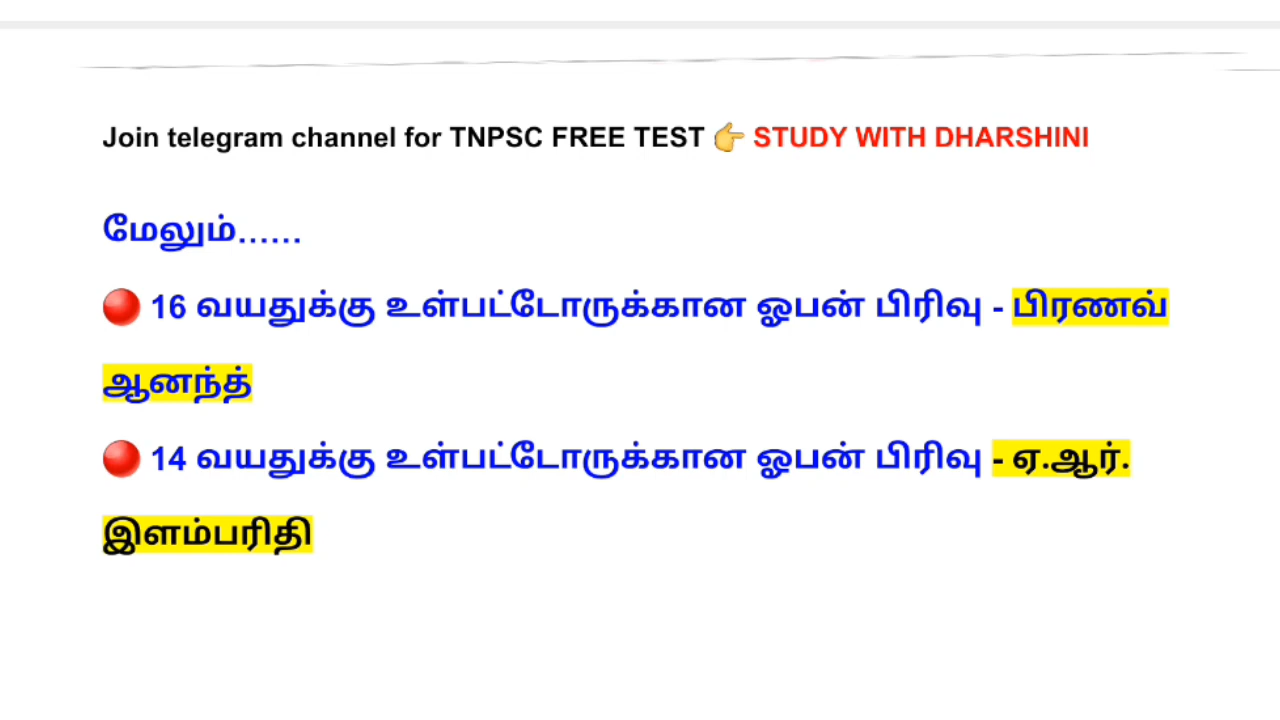 Join telegram channel for TNPSC FREE TEST 👉 STUDY WITH DHARSHINI
மேலும்......
🔴 16 வயதுக்கு உள்பட்டோருக்கான ஓபன் பிரிவு - பிரணவ்
ஆனந்த்
🔴 14 வயதுக்கு உள்பட்டோருக்கான ஓபன் பிரிவு - ஏ.ஆர்.
இளம்பரிதி